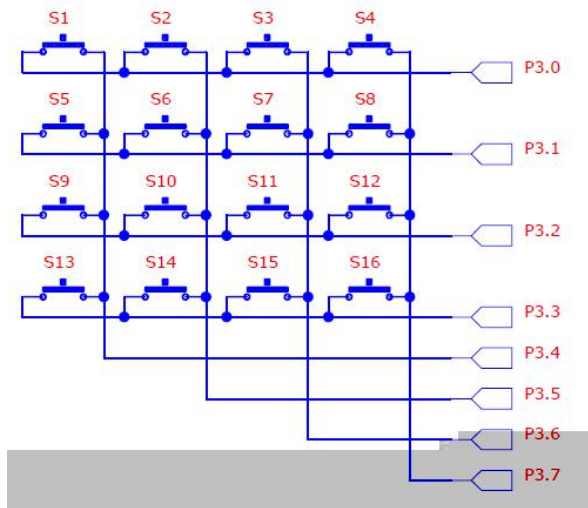 S1 S2 S3 S4
P3.0
S5 S6 S7 S8
P3.1
S9 S10 S11 S12
P3.2
S13 S14 S15 S16
P3.3
P3.4
P3.5
P3.6
P3.7